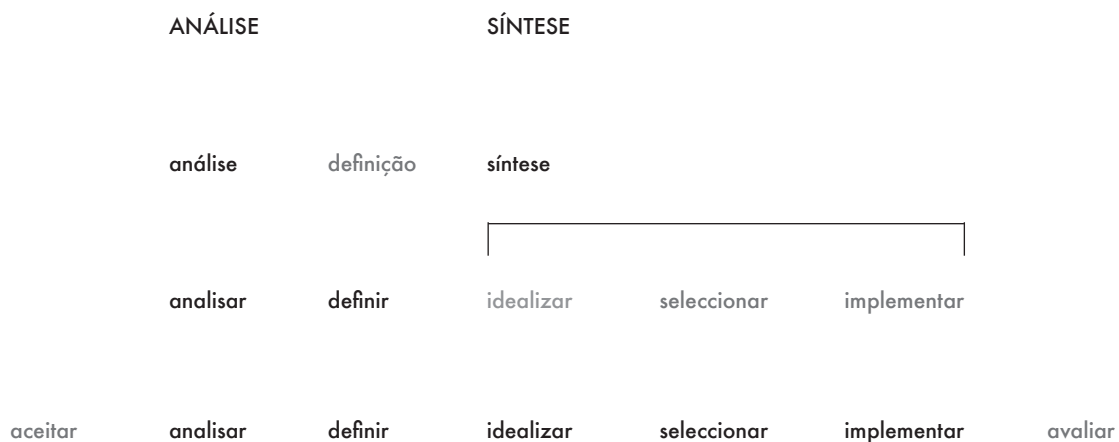 ANÁLISE SÍNTESE
análise definição síntese
analisar definir idealizar seleccionar implementar
aceitar analisar definir idealizar seleccionar implementar avaliar